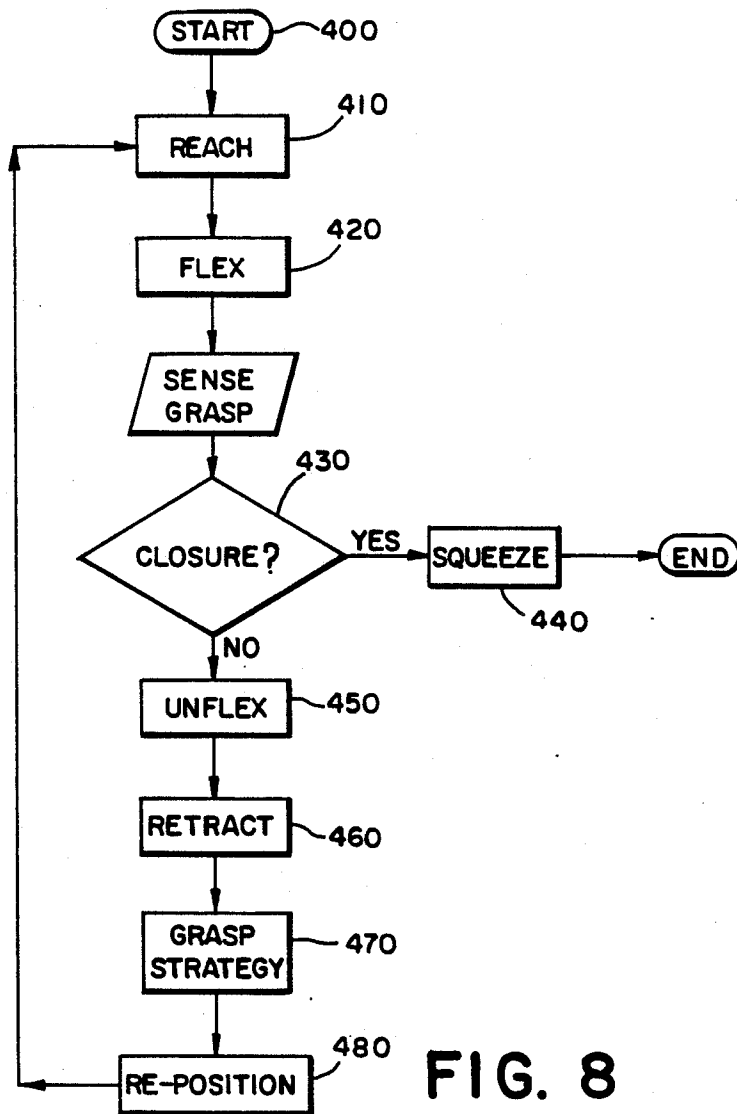 START
400
410
REACH
420
FLEX
SENSE
GRASP
430
CLOSURE?
YES
SQUEEZE
END
440
NO
UNFLEX
450
RETRACT
460
GRASP
STRATEGY
470
480
RE-POSITION
FIG. 8